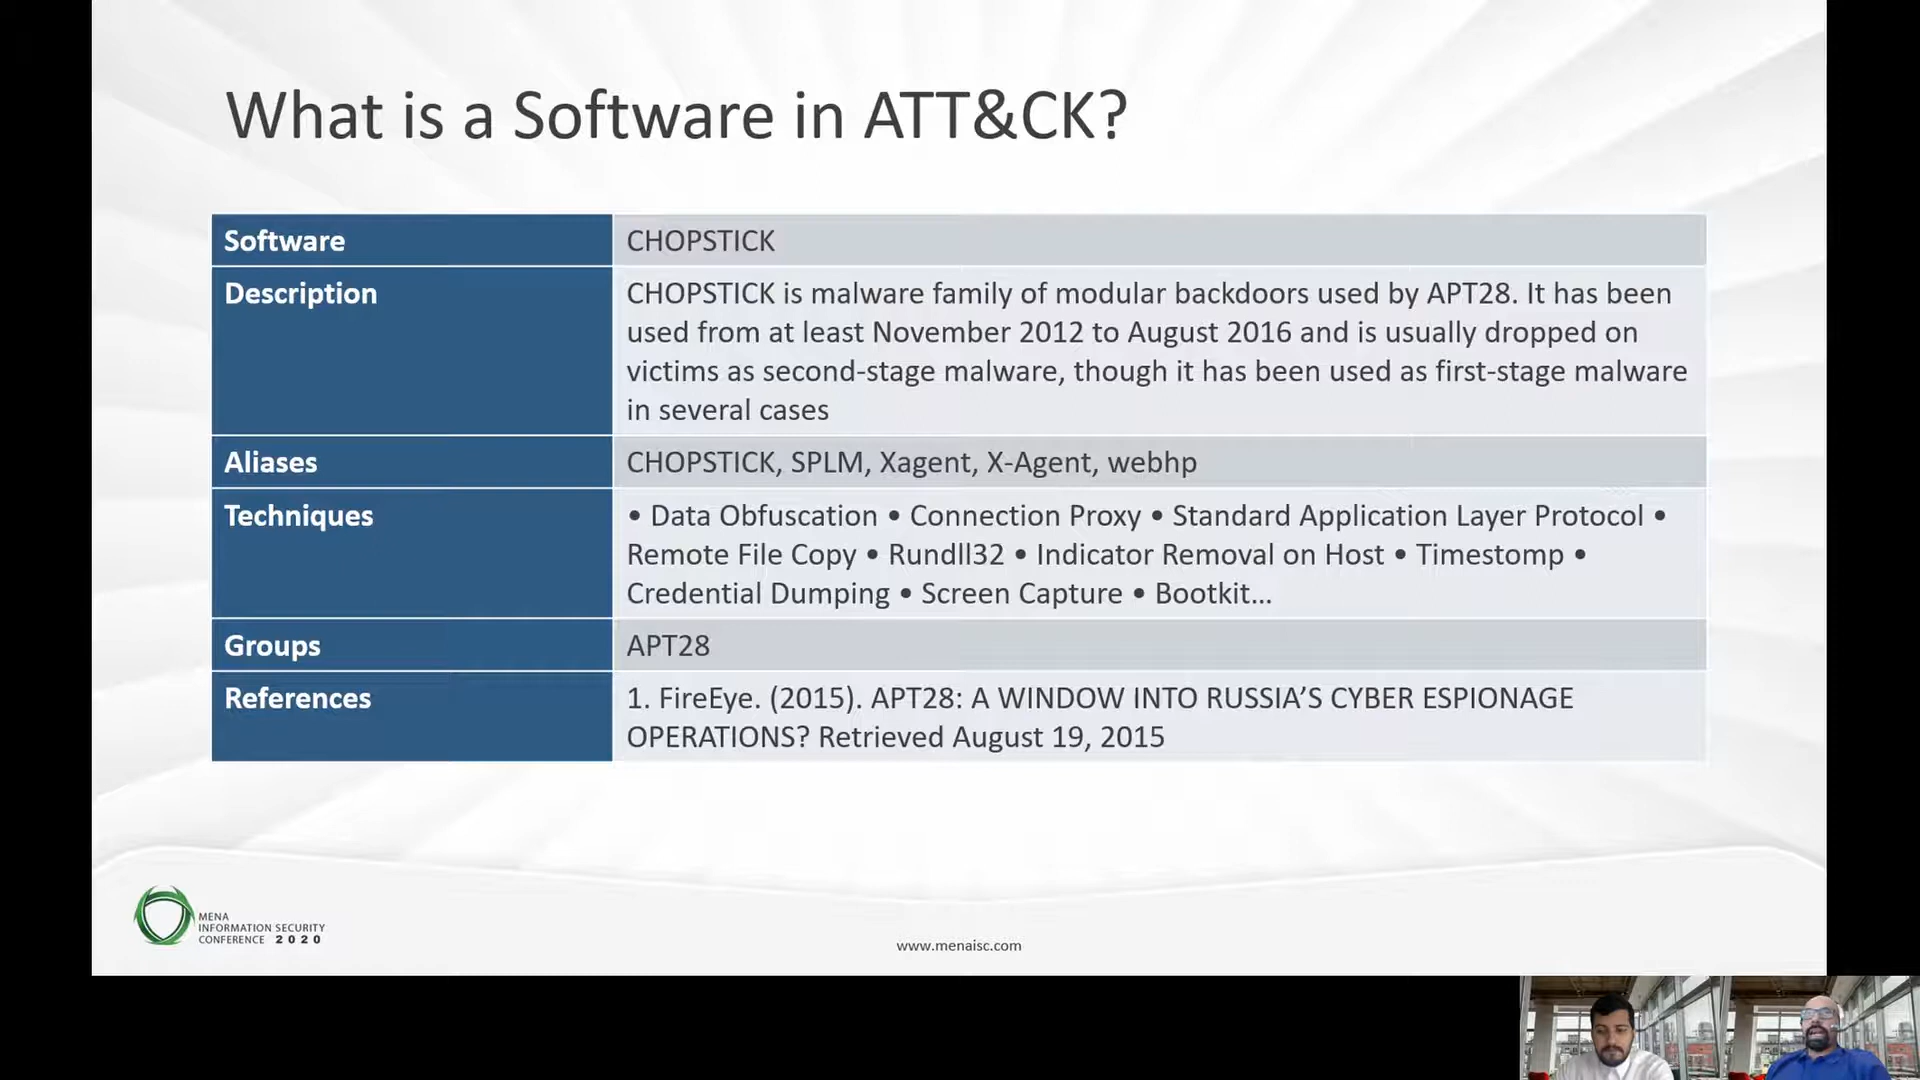 What is a Software in ATT&CK?
Software
CHOPSTICK
Description
CHOPSTICK is malware family of modular backdoors used by APT28. It has been
used from at least November 2012 to August 2016 and is usually dropped on
victims as second-stage malware, though it has been used as first-stage malware
in several cases
Aliases
CHOPSTICK, SPLM, Xagent, X-Agent, webhp
Techniques
• Data Obfuscation • Connection Proxy • Standard Application Layer Protocol •
Remote File Copy • Rundll32 • Indicator Removal on Host • Timestomp •
Credential Dumping • Screen Capture • Bootkit…
Groups
APT28
References
1. FireEye. (2015). APT28: A WINDOW INTO RUSSIA’S CYBER ESPIONAGE
OPERATIONS? Retrieved August 19, 2015
MENA
INFORMATION SECURITY
CONFERENCE 2020
www.menaisc.com